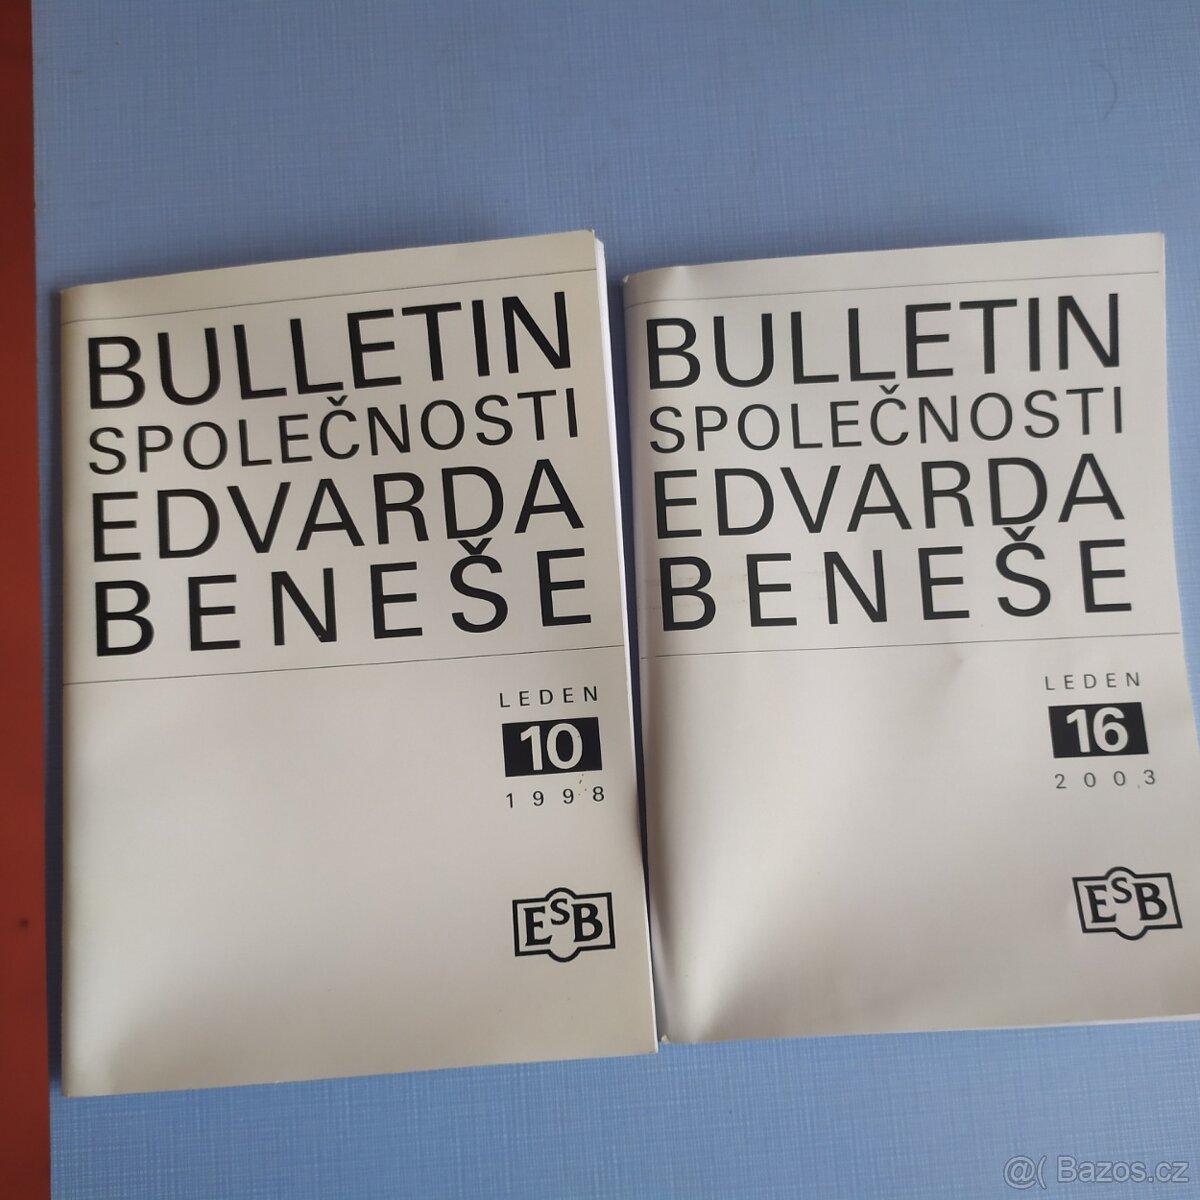 BULLETIN
SPOLEČNOSTI
EDVARDA
BENEŠE
LEDEN
10
1998
ESB
BULLETIN
SPOLEČNOSTI
EDVARDA
BENEŠE
LEDEN
16
2003
ESB
@( Bazos.cz